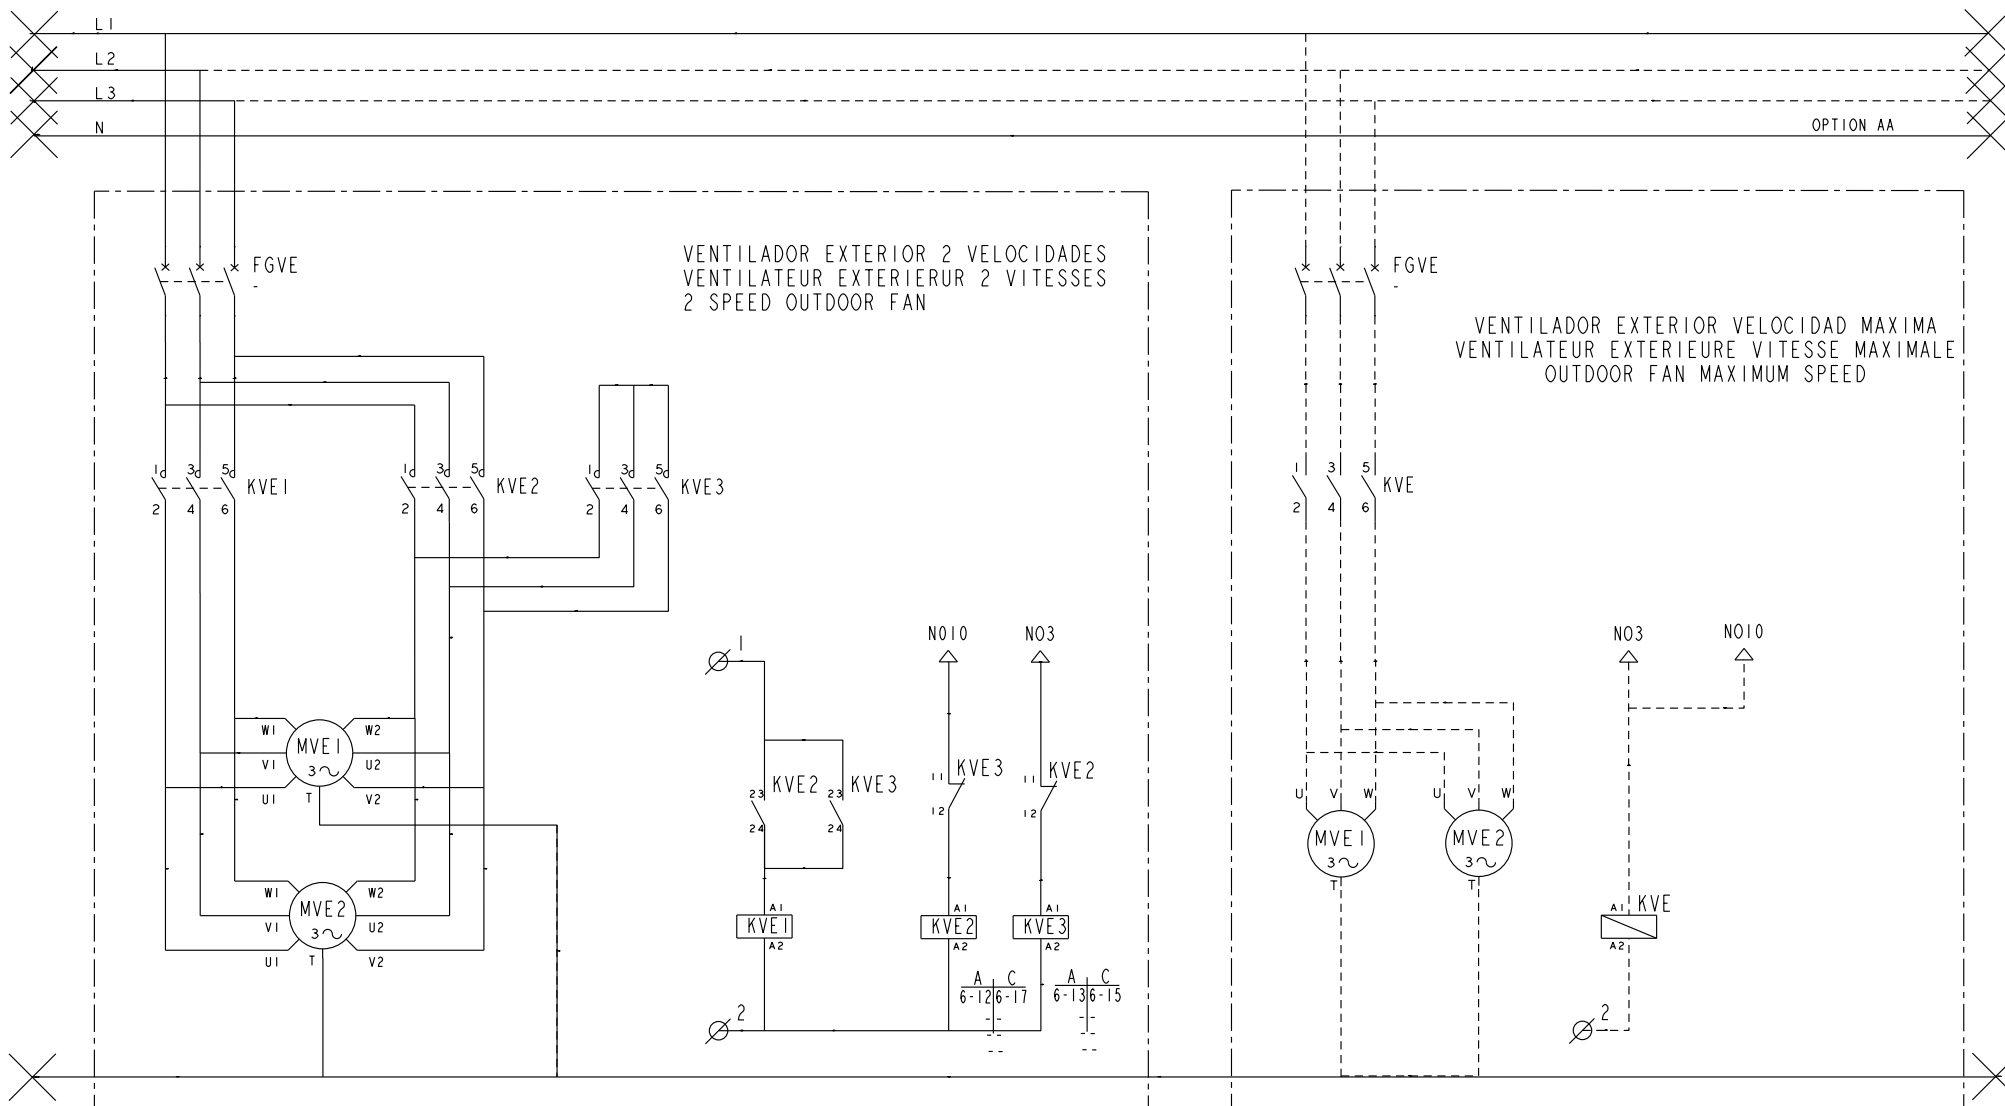 L1
L2
L3
N
OPTION AA
FGVE
-
VENTILADOR EXTERIOR 2 VELOCIDADES
VENTILATEUR EXTERIERUR 2 VITESSES
2 SPEED OUTDOOR FAN
FGVE
-
VENTILADOR EXTERIOR VELOCIDAD MAXIMA
VENTILATEUR EXTERIEURE VITESSE MAXIMALE
OUTDOOR FAN MAXIMUM SPEED
1 3 5 KVE1
2 4 6
1 3 5 KVE2
2 4 6
1 3 5 KVE3
2 4 6
1 3 5 KVE
2 4 6
W1 W2
MVE1
3~
V1 U2
U1 T V2
W1 W2
MVE2
3~
V1 U2
U1 T V2
1
NO10 NO3
KVE2 KVE3
23 23
24 24
KVE3
11
12
KVE2
11
12
A1 A1 A1
KVE1 KVE2 KVE3
A2 A2 A2
A C
6-12 6-17
--
--
--
A C
6-13 6-15
--
--
--
2
NO3 NO10
U V W U V W
MVE1 MVE2
3~ 3~
T T
A1 KVE
A2
2